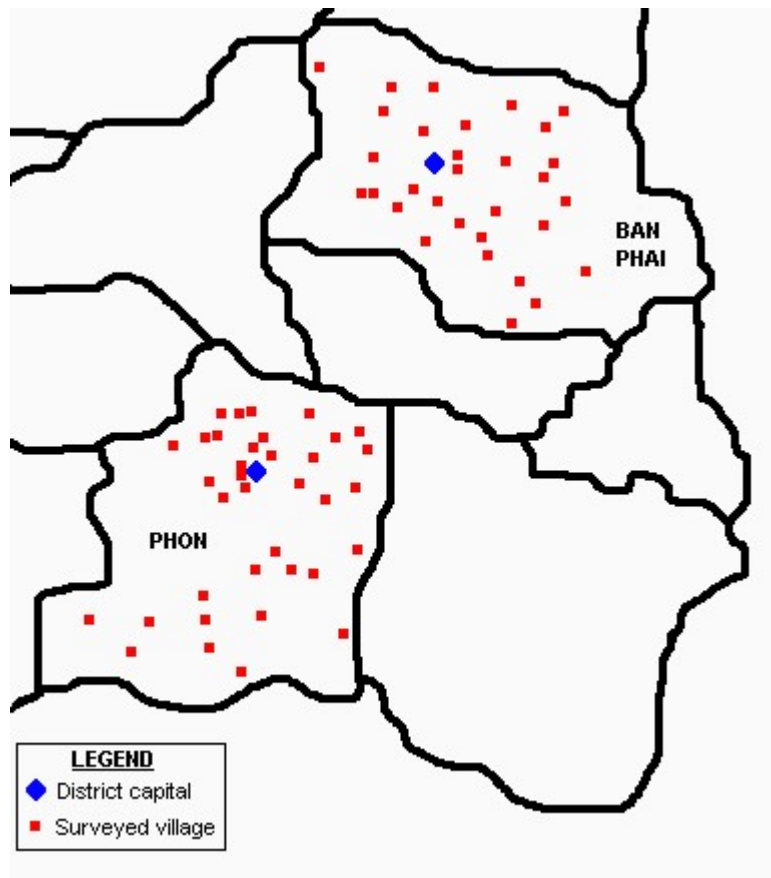 BAN
PHAI
PHON
LEGEND
District capital
Surveyed village